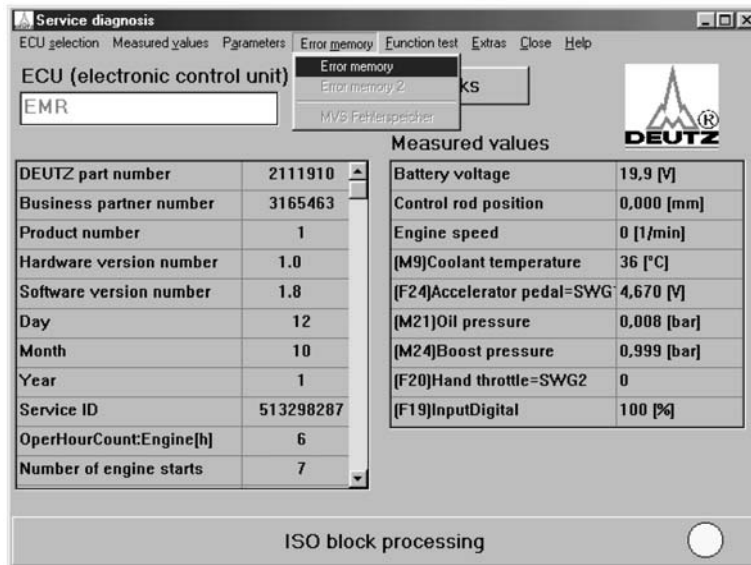 Service diagnosis
ECU selection Measured values Parameters Error memory Function test Extras Close Help
Error memory
Error memory 2
MVS Fehlerspeicher
ECU (electronic control unit)
ks
EMR
DEUTZ
®
Measured values
DEUTZ part number 2111910
Business partner number 3165463
Product number 1
Hardware version number 1.0
Software version number 1.8
Day 12
Month 10
Year 1
Service ID 513298287
OperHourCount:Engine[h] 6
Number of engine starts 7
Battery voltage 19,9 [V]
Control rod position 0,000 [mm]
Engine speed 0 [1/min]
(M9)Coolant temperature 36 [°C]
(F24)Accelerator pedal=SWG 4,670 [V]
(M21)Oil pressure 0,008 [bar]
(M24)Boost pressure 0,999 [bar]
(F20)Hand throttle=SWG2 0
(F19)InputDigital 100 [%]
ISO block processing